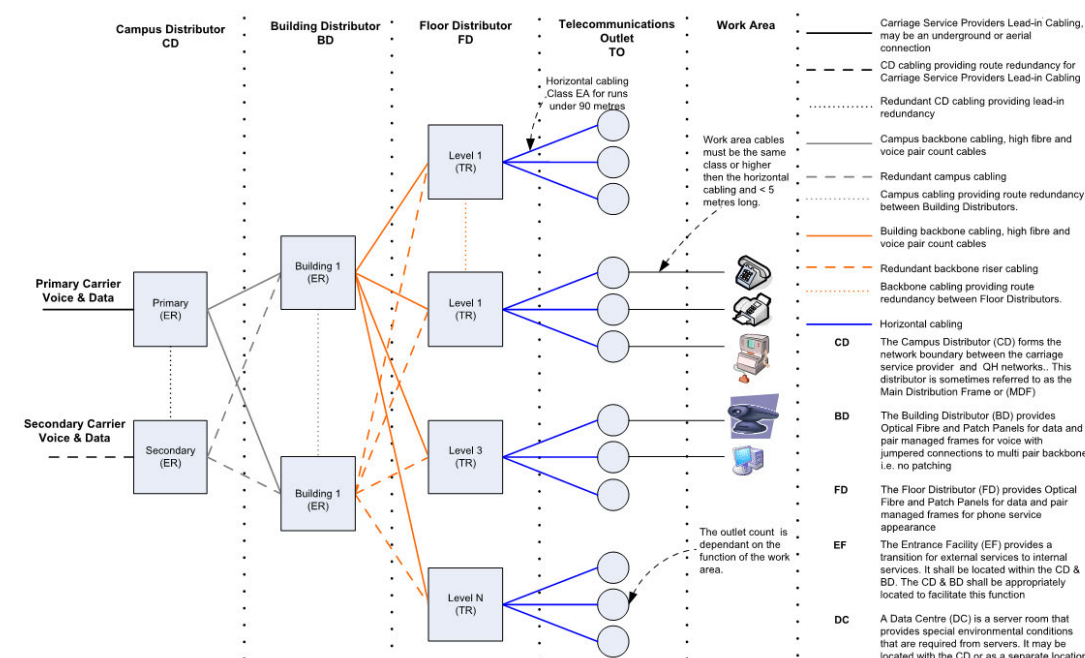 Campus Distributor
CD
Building Distributor
BD
Floor Distributor
FD
Telecommunications
Outlet
TO
Work Area
Horizontal cabling
Class EA for runs
under 90 metres
Work area cables
must be the same
class or higher
then the horizontal
cabling and < 5
metres long.
Level 1
(TR)
Building 1
(ER)
Level 1
(TR)
Primary Carrier
Voice & Data
Primary
(ER)
Secondary Carrier
Voice & Data
Secondary
(ER)
Building 1
(ER)
Level 3
(TR)
The outlet count is
dependant on the
function of the work
area.
Level N
(TR)
Carriage Service Providers Lead-in Cabling,
may be an underground or aerial
connection
CD cabling providing route redundancy for
Carriage Service Providers Lead-in Cabling
Redundant CD cabling providing lead-in
redundancy
Campus backbone cabling, high fibre and
voice pair count cables
Redundant campus cabling
Campus cabling providing route redundancy
between Building Distributors.
Building backbone cabling, high fibre and
voice pair count cables
Redundant backbone riser cabling
Backbone cabling providing route
redundancy between Floor Distributors.
Horizontal cabling
CD The Campus Distributor (CD) forms the
network boundary between the carriage
service provider and QH networks.. This
distributor is sometimes referred to as the
Main Distribution Frame or (MDF)
BD The Building Distributor (BD) provides
Optical Fibre and Patch Panels for data and
pair managed frames for voice with
jumpered connections to multi pair backbone
i.e. no patching
FD The Floor Distributor (FD) provides Optical
Fibre and Patch Panels for data and pair
managed frames for phone service
appearance
EF The Entrance Facility (EF) provides a
transition for external services to internal
services. It shall be located within the CD &
BD. The CD & BD shall be appropriately
located to facilitate this function
DC A Data Centre (DC) is a server room that
provides special environmental conditions
that are required from servers. It may be
located with the CD or as a separate location